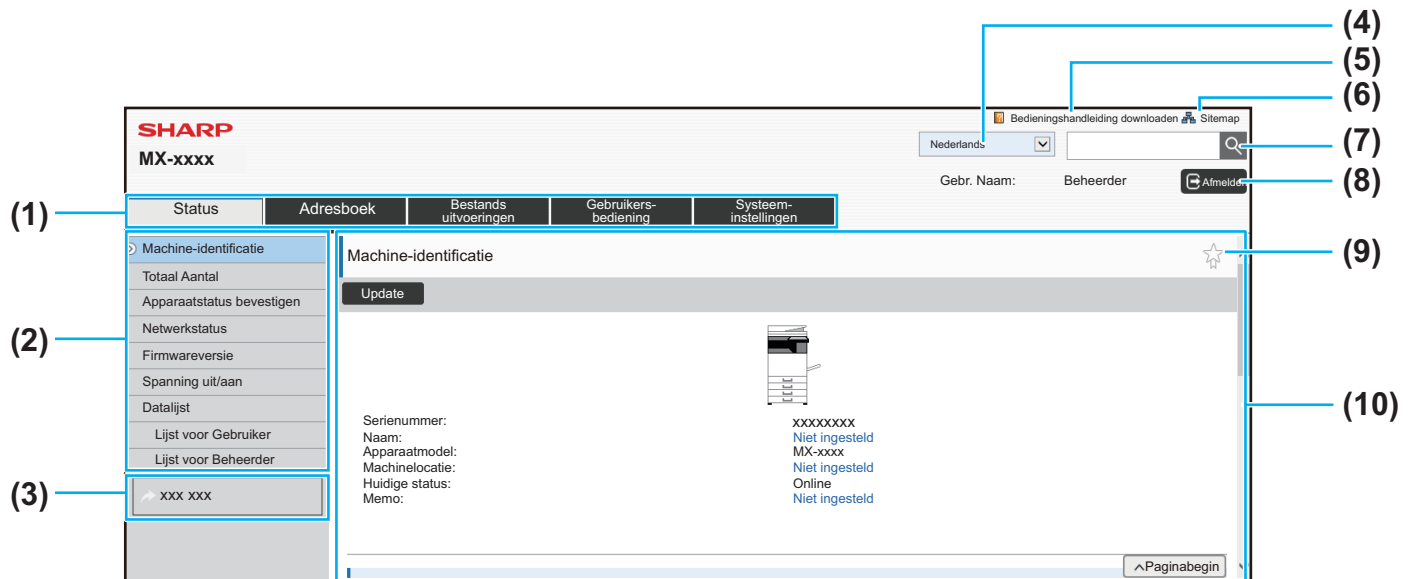 (4)
(5)
(6)
Bedieningshandleiding downloaden Sitemap
SHARP
MX-xxxx
Nederlands
(7)
Gebr. Naam: Beheerder Afmelden
(8)
(1)
Status Adresboek Bestands uitvoeringen Gebruikers-bediening Systeem-instellingen
Machine-identificatie
Totaal Aantal
Apparaatstatus bevestigen
Netwerkstatus
Firmwareversie
Spanning uit/aan
Datalijst
Lijst voor Gebruiker
Lijst voor Beheerder
(2)
(3)
xxx xxx
Machine-identificatie
(9)
Update
Serienummer: xxxxxxxx
Naam: Niet ingesteld
Apparaatmodel: MX-xxxx
Machinelocatie: Niet ingesteld
Huidige status: Online
Memo: Niet ingesteld
(10)
Paginabegin